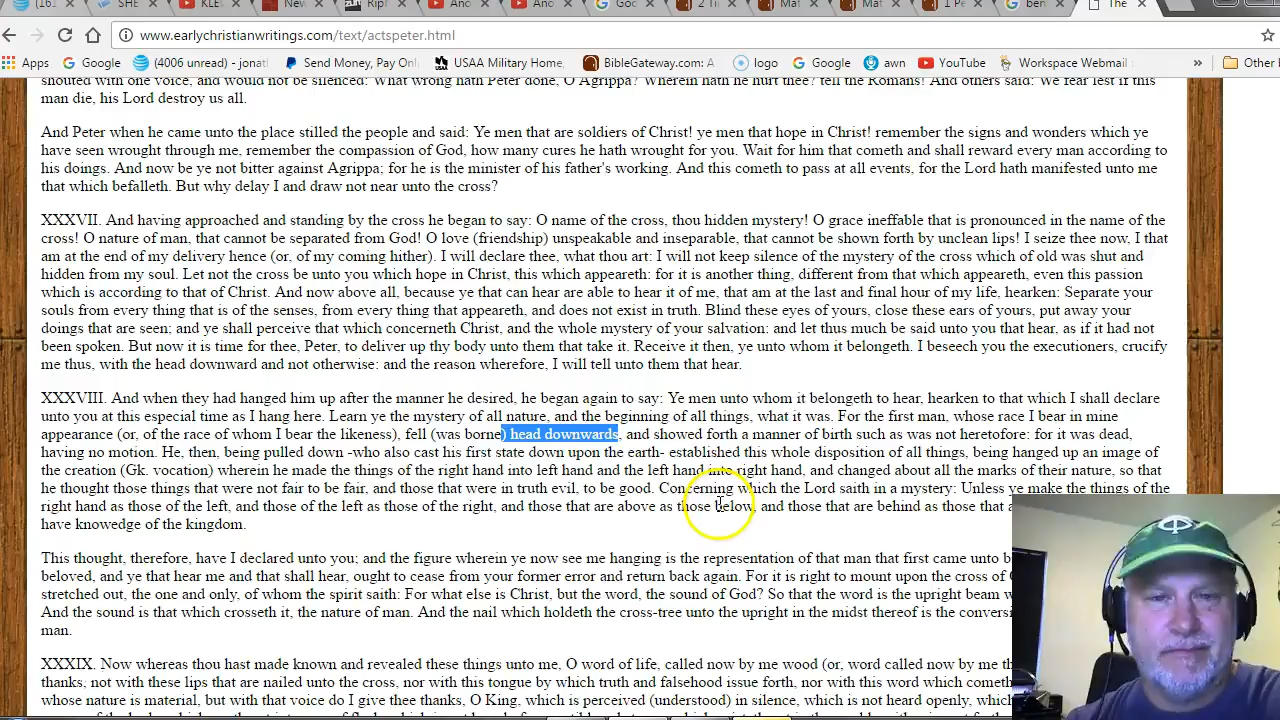 (161
SHE
KLE
New
Ripl
And
And
Goo
2 Ti
Mat
Mat
1 Pe
ben
The
www.earlychristianwritings.com/text/actspeter.html
Apps
Google
(4006 unread) - jonat
Send Money, Pay Onl
USAA Military Home,
BibleGateway.com: A
logo
Google
awn
YouTube
Workspace Webmail
»
Other b
shouted with one voice, and would not be silenced: What wrong hath Peter done, O Agrippa? Wherein hath he hurt thee? tell the Romans! And others said: We fear lest if this
man die, his Lord destroy us all.
And Peter when he came unto the place stilled the people and said: Ye men that are soldiers of Christ! ye men that hope in Christ! remember the signs and wonders which ye
have seen wrought through me, remember the compassion of God, how many cures he hath wrought for you. Wait for him that cometh and shall reward every man according to
his doings. And now be ye not bitter against Agrippa; for he is the minister of his father's working. And this cometh to pass at all events, for the Lord hath manifested unto me
that which befalleth. But why delay I and draw not near unto the cross?
XXXVII. And having approached and standing by the cross he began to say: O name of the cross, thou hidden mystery! O grace ineffable that is pronounced in the name of the
cross! O nature of man, that cannot be separated from God! O love (friendship) unspeakable and inseparable, that cannot be shown forth by unclean lips! I seize thee now, I that
am at the end of my delivery hence (or, of my coming hither). I will declare thee, what thou art: I will not keep silence of the mystery of the cross which of old was shut and
hidden from my soul. Let not the cross be unto you which hope in Christ, this which appeareth: for it is another thing, different from that which appeareth, even this passion
which is according to that of Christ. And now above all, because ye that can hear are able to hear it of me, that am at the last and final hour of my life, hearken: Separate your
souls from every thing that is of the senses, from every thing that appeareth, and does not exist in truth. Blind these eyes of yours, close these ears of yours, put away your
doings that are seen; and ye shall perceive that which concerneth Christ, and the whole mystery of your salvation: and let thus much be said unto you that hear, as if it had not
been spoken. But now it is time for thee, Peter, to deliver up thy body unto them that take it. Receive it then, ye unto whom it belongeth. I beseech you the executioners, crucify
me thus, with the head downward and not otherwise: and the reason wherefore, I will tell unto them that hear.
XXXVIII. And when they had hanged him up after the manner he desired, he began again to say: Ye men unto whom it belongeth to hear, hearken to that which I shall declare
unto you at this especial time as I hang here. Learn ye the mystery of all nature, and the beginning of all things, what it was. For the first man, whose race I bear in mine
appearance (or, of the race of whom I bear the likeness), fell (was borne) head downwards, and showed forth a manner of birth such as was not heretofore: for it was dead,
having no motion. He, then, being pulled down -who also cast his first state down upon the earth- established this whole disposition of all things, being hanged up an image of
the creation (Gk. vocation) wherein he made the things of the right hand into left hand and the left hand into right hand, and changed about all the marks of their nature, so that
he thought those things that were not fair to be fair, and those that were in truth evil, to be good. Concerning which the Lord saith in a mystery: Unless ye make the things of the
right hand as those of the left, and those of the left as those of the right, and those that are above as those below, and those that are behind as those that a
have knowedge of the kingdom.
This thought, therefore, have I declared unto you; and the figure wherein ye now see me hanging is the representation of that man that first came unto b
beloved, and ye that hear me and that shall hear, ought to cease from your former error and return back again. For it is right to mount upon the cross of C
stretched out, the one and only, of whom the spirit saith: For what else is Christ, but the word, the sound of God? So that the word is the upright beam w
And the sound is that which crosseth it, the nature of man. And the nail which holdeth the cross-tree unto the upright in the midst thereof is the conversi
man.
XXXIX. Now whereas thou hast made known and revealed these things unto me, O word of life, called now by me wood (or, word called now by me th
thanks; not with these lips that are nailed unto the cross, nor with this tongue by which truth and falsehood issue forth, nor with this word which cometh
whose nature is material, but with that voice do I give thee thanks, O King, which is perceived (understood) in silence, which is not heard openly, which